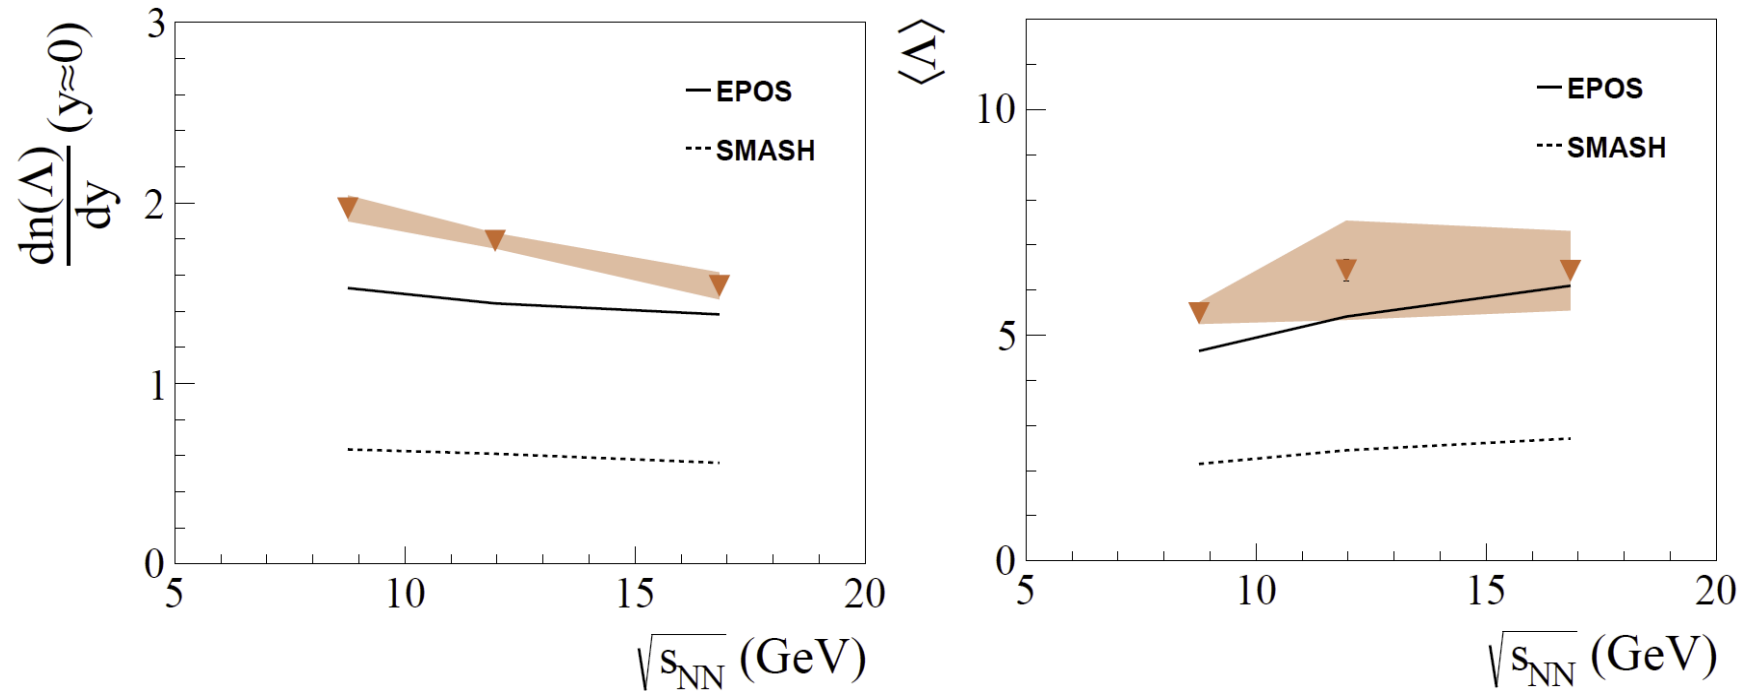 dn(Λ)
dy
(y≈0)
3
2
1
0
5
10
15
20
EPOS
SMASH
√sNN (GeV)
⟨Λ⟩
10
5
0
5
10
15
20
EPOS
SMASH
√sNN (GeV)